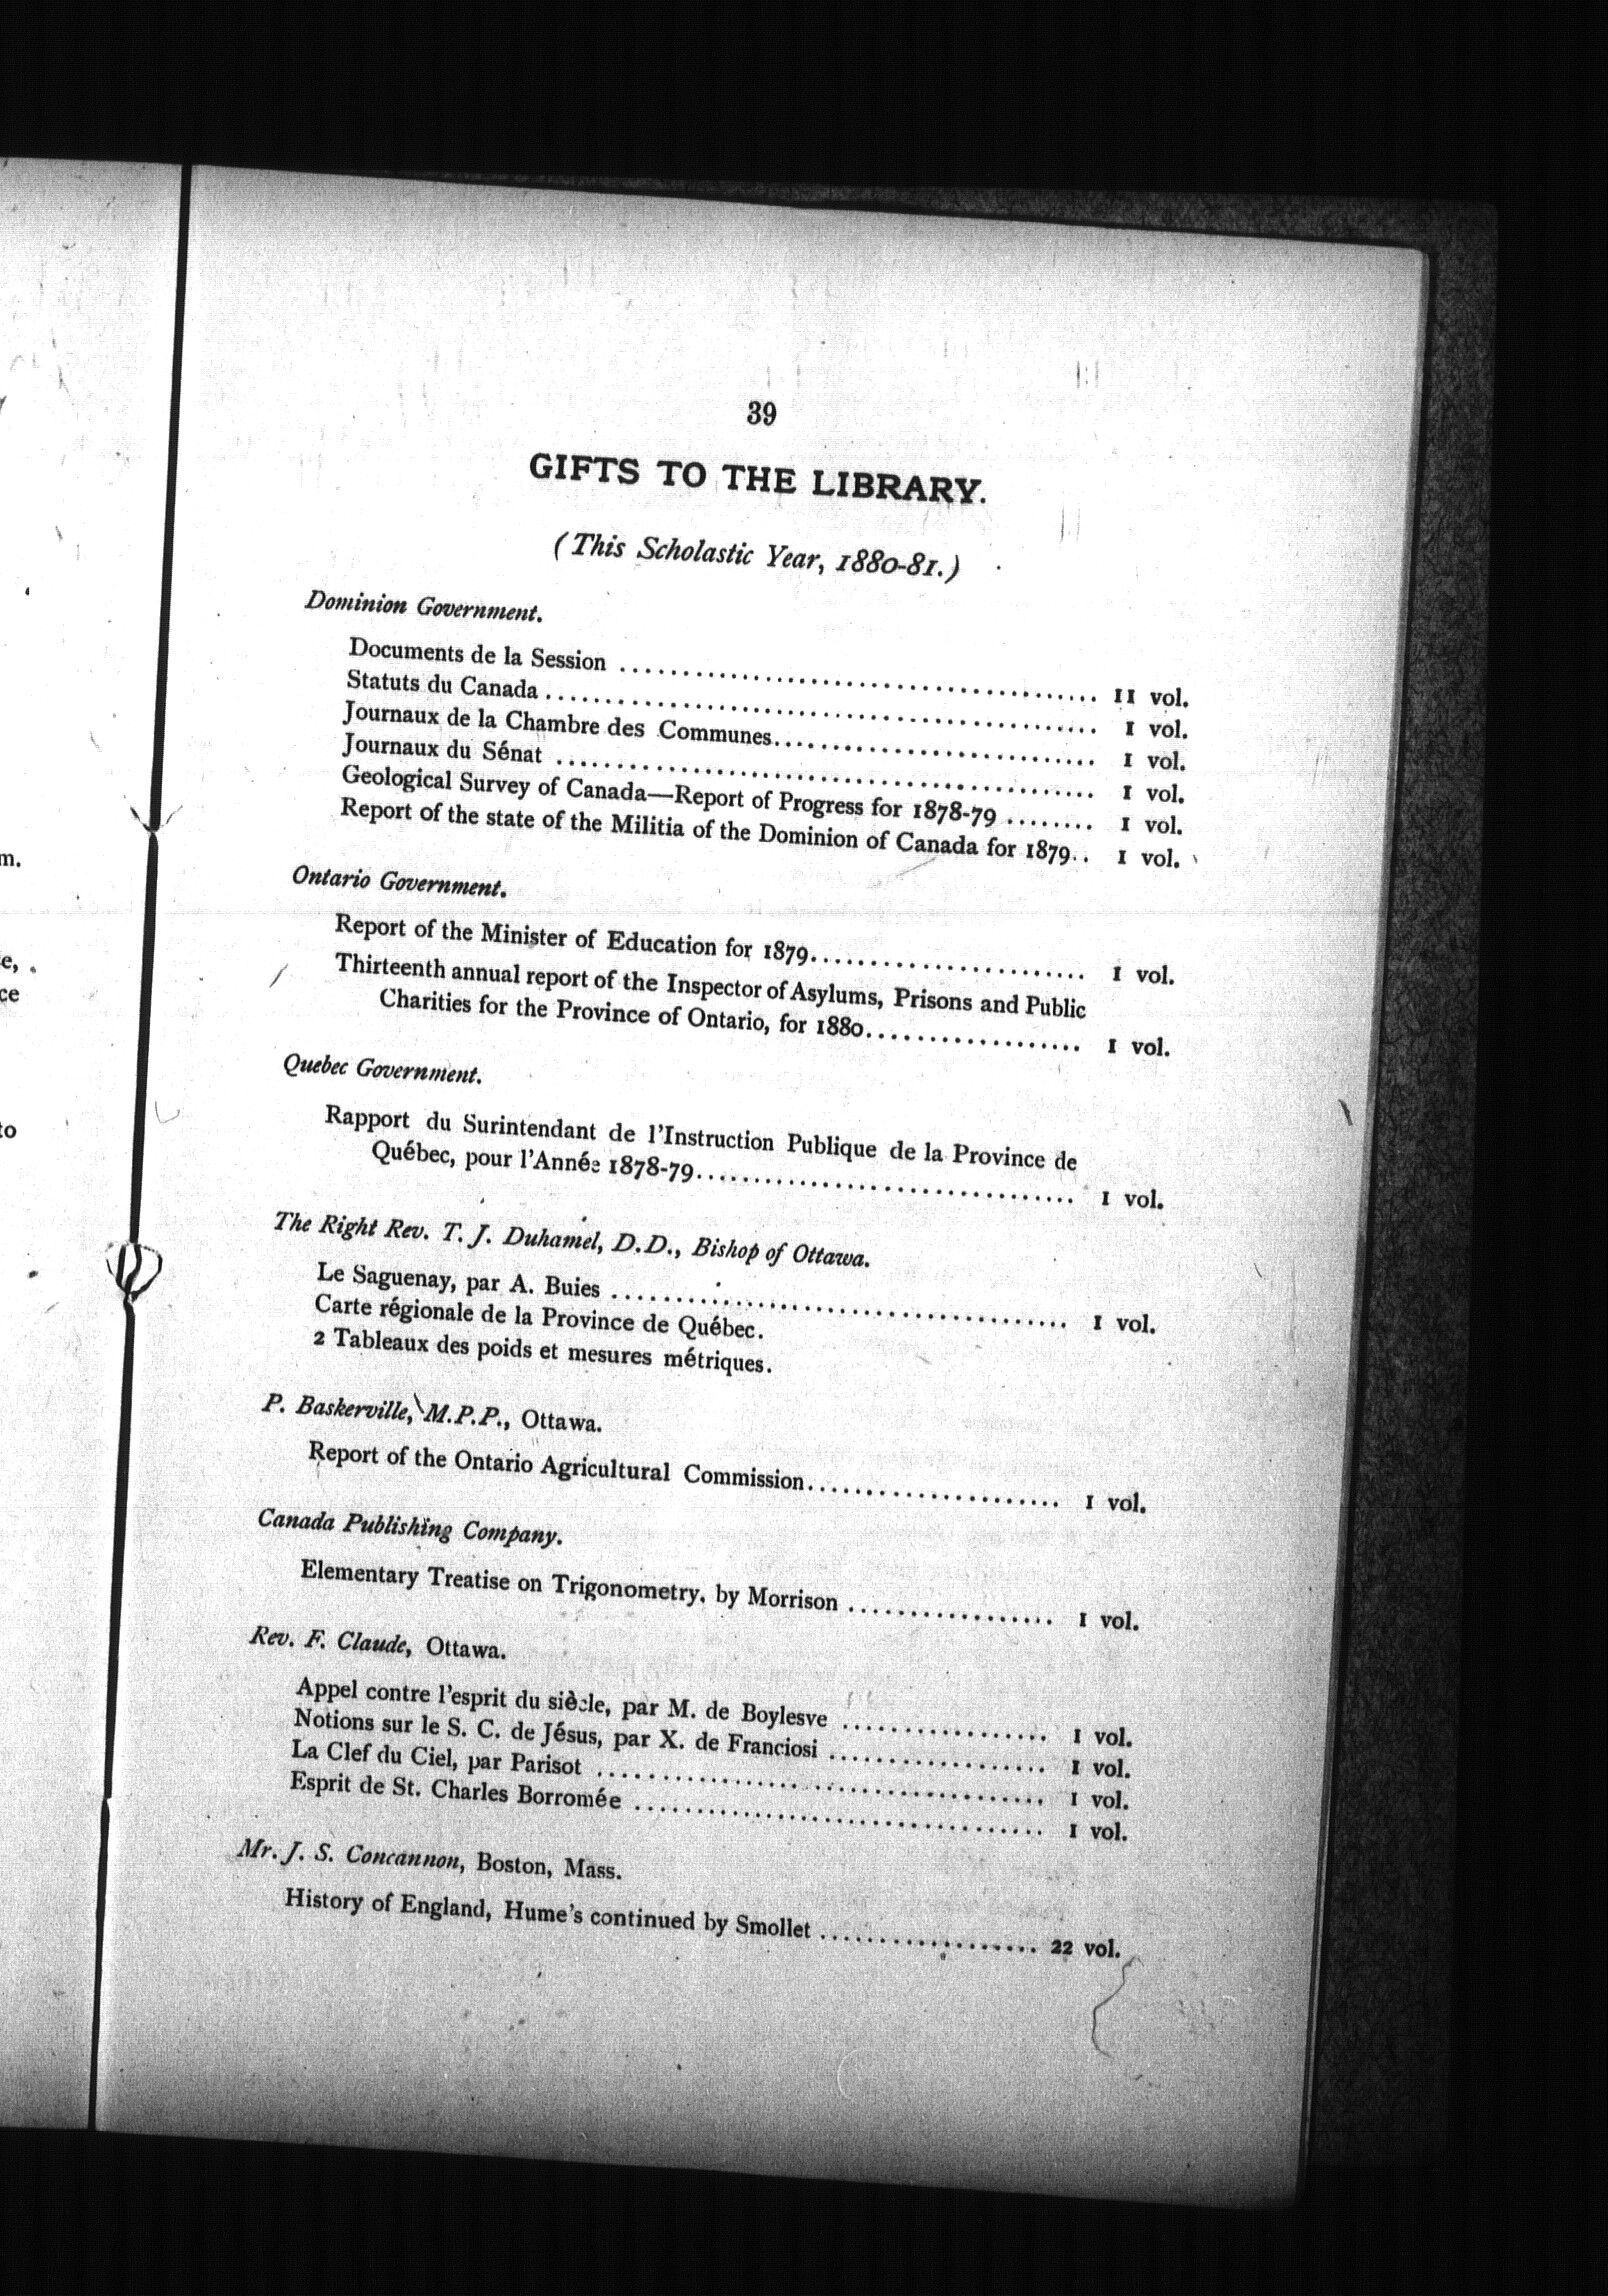 39
GIFTS TO THE LIBRARY.
(This Scholastic Year, 1880-81.)
Dominion Government.
Documents de la Session ........................................ 11 vol.
Statuts du Canada .............................................. 1 vol.
Journaux de la Chambre des Communes........................... 1 vol.
Journaux du Sénat ............................................. 1 vol.
Geological Survey of Canada—Report of Progress for 1878-79 ........ 1 vol.
Report of the state of the Militia of the Dominion of Canada for 1879.. 1 vol.
Ontario Government.
Report of the Minister of Education for 1879....................... 1 vol.
Thirteenth annual report of the Inspector of Asylums, Prisons and Public
Charities for the Province of Ontario, for 1880.................. 1 vol.
Quebec Government.
Rapport du Surintendant de l'Instruction Publique de la Province de
Québec, pour l'Année 1878-79................................ 1 vol.
The Right Rev. T. J. Duhamel, D.D., Bishop of Ottawa.
Le Saguenay, par A. Buies ...................................... 1 vol.
Carte régionale de la Province de Québec.
2 Tableaux des poids et mesures métriques.
P. Baskerville, M.P.P., Ottawa.
Report of the Ontario Agricultural Commission..................... 1 vol.
Canada Publishing Company.
Elementary Treatise on Trigonometry, by Morrison ................. 1 vol.
Rev. F. Claude, Ottawa.
Appel contre l'esprit du siècle, par M. de Boylesve ................. 1 vol.
Notions sur le S. C. de Jésus, par X. de Franciosi .................. 1 vol.
La Clef du Ciel, par Parisot ..................................... 1 vol.
Esprit de St. Charles Borromée .................................. 1 vol.
Mr. J. S. Concannon, Boston, Mass.
History of England, Hume's continued by Smollet .................. 22 vol.
m.
e,
ce
to